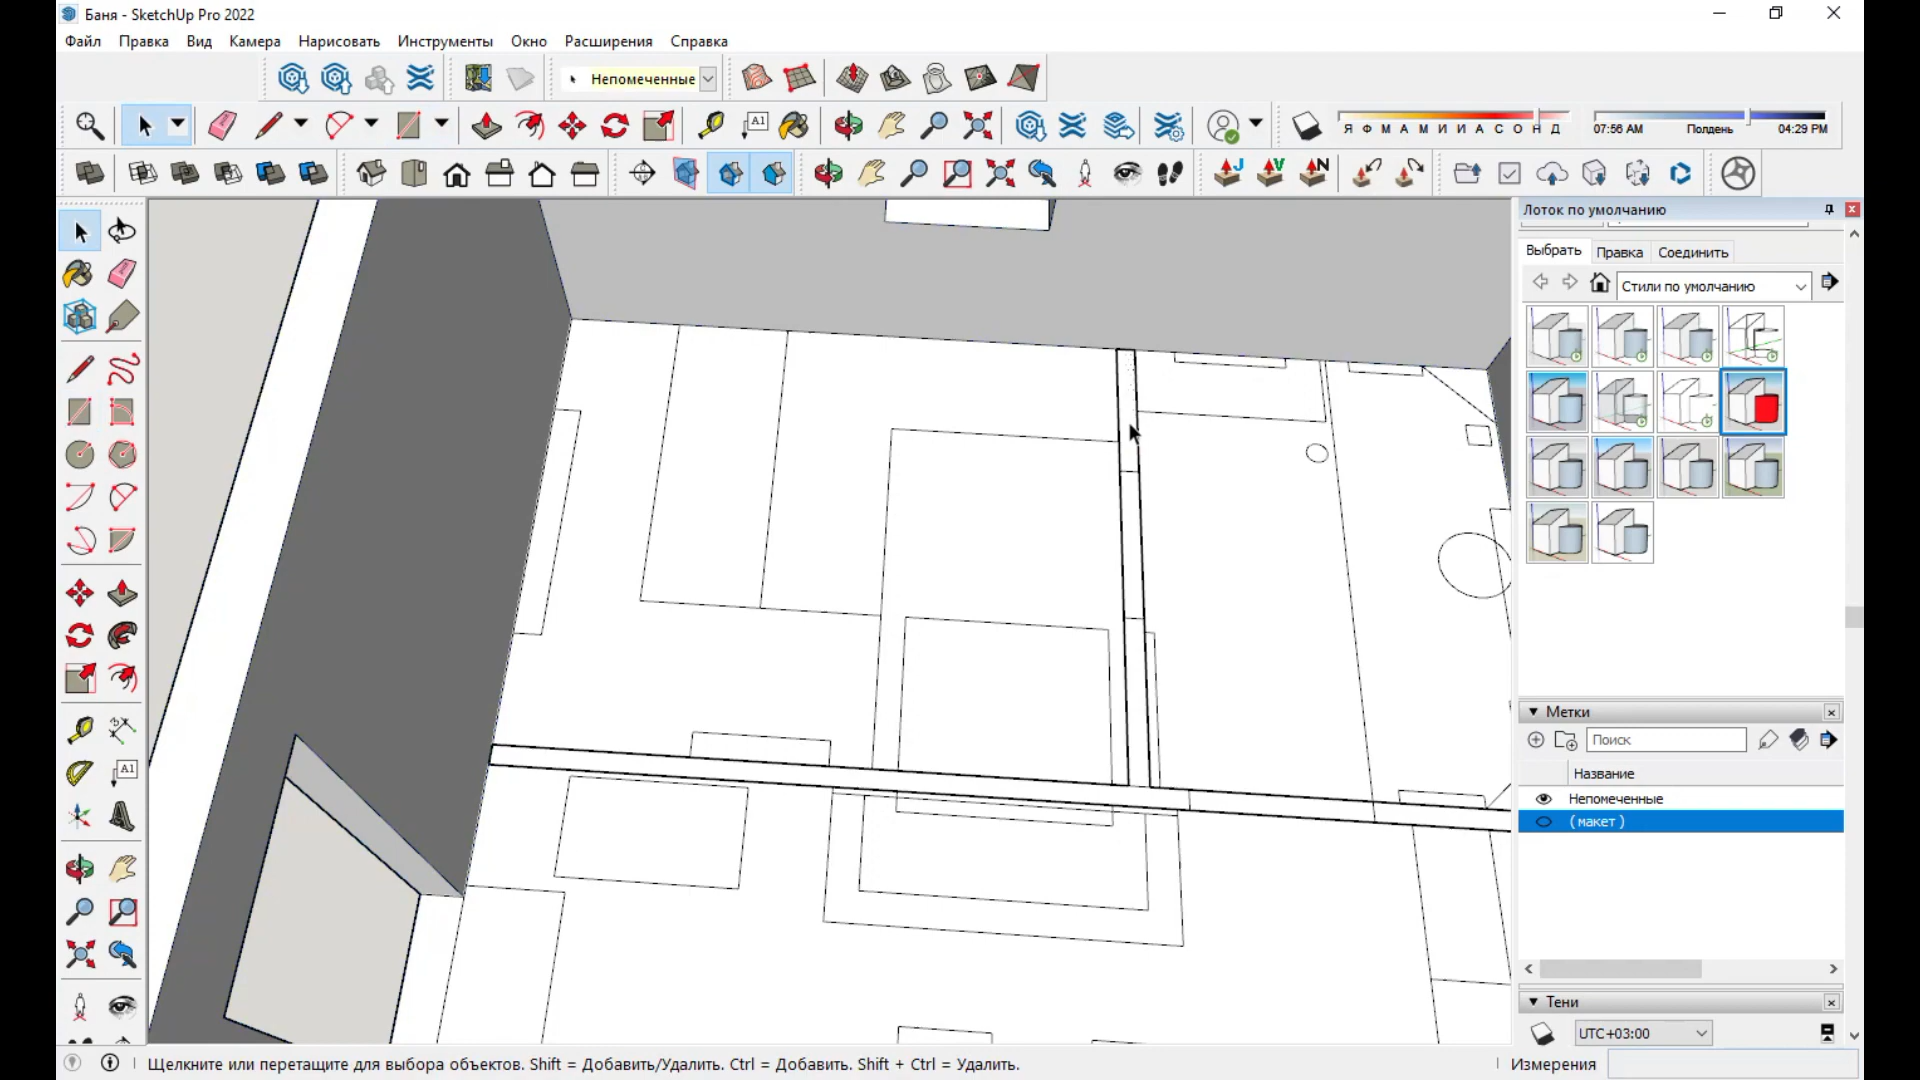 Баня - SketchUp Pro 2022
Файл Правка Вид Камера Нарисовать Инструменты Окно Расширения Справка
Непомеченные
A1
Я Ф М А М И И А С О Н Д
07:56 AM Полдень 04:29 PM
J V N
Лоток по умолчанию
Выбрать Правка Соединить
Стили по умолчанию
Метки
Поиск
Название
Непомеченные
( макет )
A1
Тени
UTC+03:00
Щелкните или перетащите для выбора объектов. Shift = Добавить/Удалить. Ctrl = Добавить. Shift + Ctrl = Удалить.
Измерения